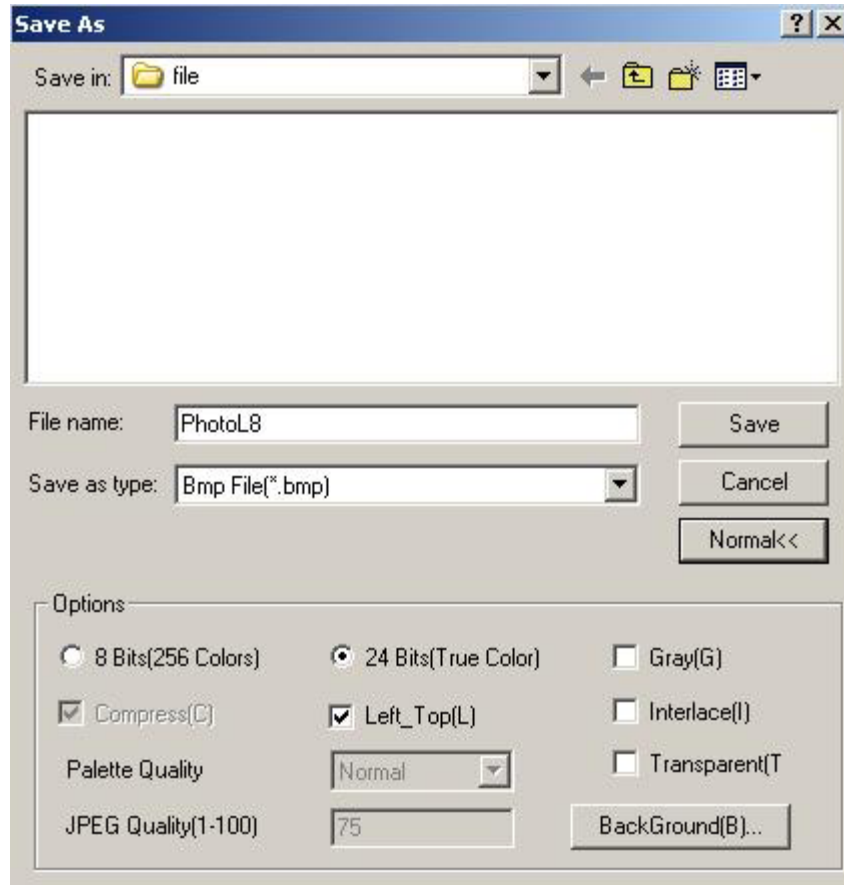 Save As
Save in: file
File name: PhotoL8 Save
Save as type: Bmp File(*.bmp) Cancel
Normal<<
Options
8 Bits(256 Colors) 24 Bits(True Color) Gray(G)
Compress(C) Left_Top(L) Interlace(I)
Palette Quality Normal Transparent(T
JPEG Quality(1-100) 75 BackGround(B)...